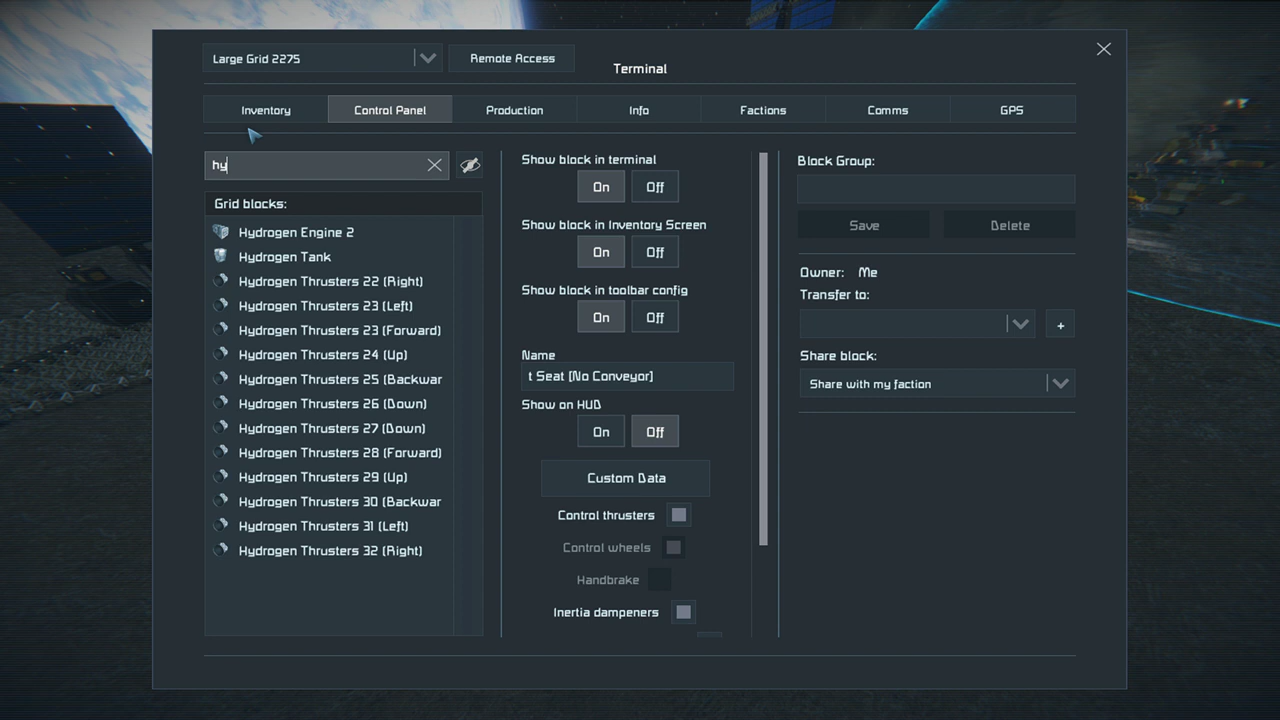 Large Grid 2275
Remote Access
Terminal
Inventory
Control Panel
Production
Info
Factions
Comms
GPS
hy
Grid blocks:
Hydrogen Engine 2
Hydrogen Tank
Hydrogen Thrusters 22 (Right)
Hydrogen Thrusters 23 (Left)
Hydrogen Thrusters 23 (Forward)
Hydrogen Thrusters 24 (Up)
Hydrogen Thrusters 25 (Backwar
Hydrogen Thrusters 26 (Down)
Hydrogen Thrusters 27 (Down)
Hydrogen Thrusters 28 (Forward)
Hydrogen Thrusters 29 (Up)
Hydrogen Thrusters 30 (Backwar
Hydrogen Thrusters 31 (Left)
Hydrogen Thrusters 32 (Right)
Show block in terminal
On Off
Show block in Inventory Screen
On Off
Show block in toolbar config
On Off
Name
t Seat [No Conveyor]
Show on HUD
On Off
Custom Data
Control thrusters
Control wheels
Handbrake
Inertia dampeners
Block Group:
Save
Delete
Owner: Me
Transfer to:
+
Share block:
Share with my faction